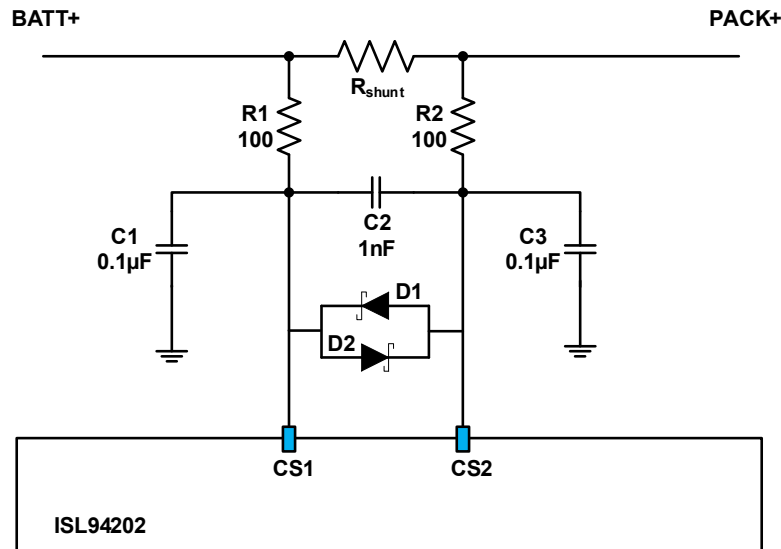 BATT+
PACK+
Rshunt
R1
100
R2
100
C1
0.1µF
C2
1nF
C3
0.1µF
D1
D2
CS1
CS2
ISL94202